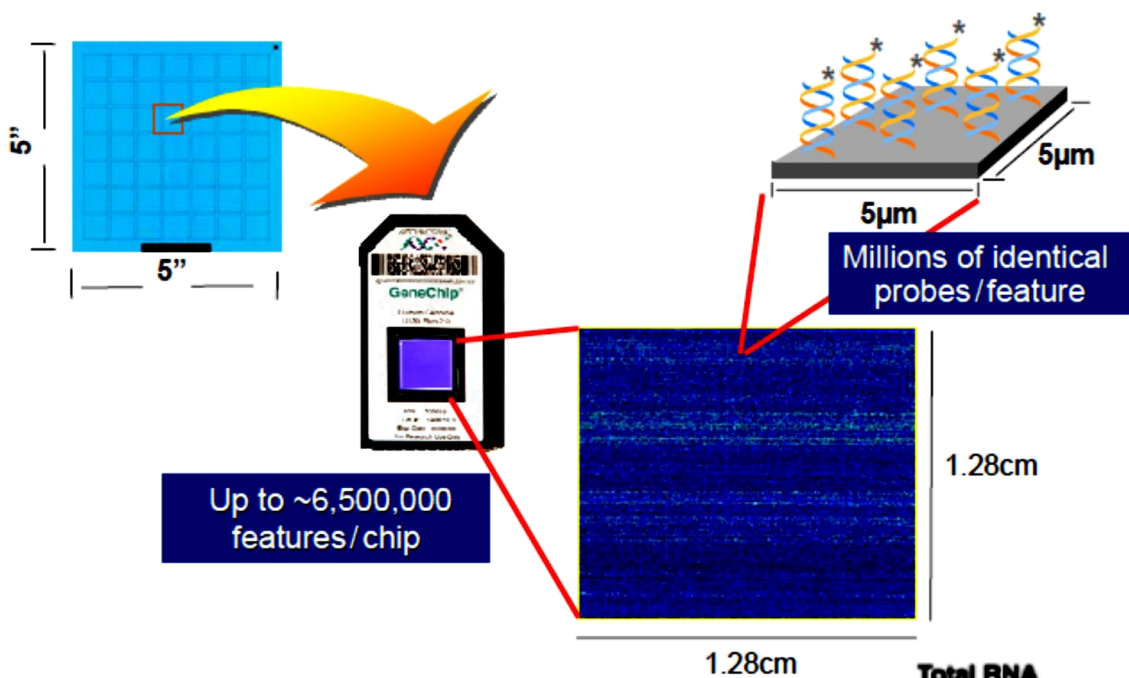 5”
5”
GeneChip®
Up to ~6,500,000
features/chip
*
*
*
*
*
*
*
5µm
5µm
Millions of identical
probes/feature
1.28cm
1.28cm
Total RNA